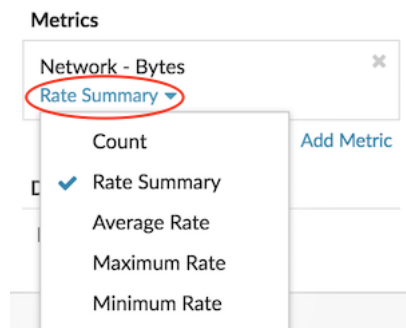 Metrics
Network - Bytes
Rate Summary
Count
Add Metric
Rate Summary
Average Rate
Maximum Rate
Minimum Rate